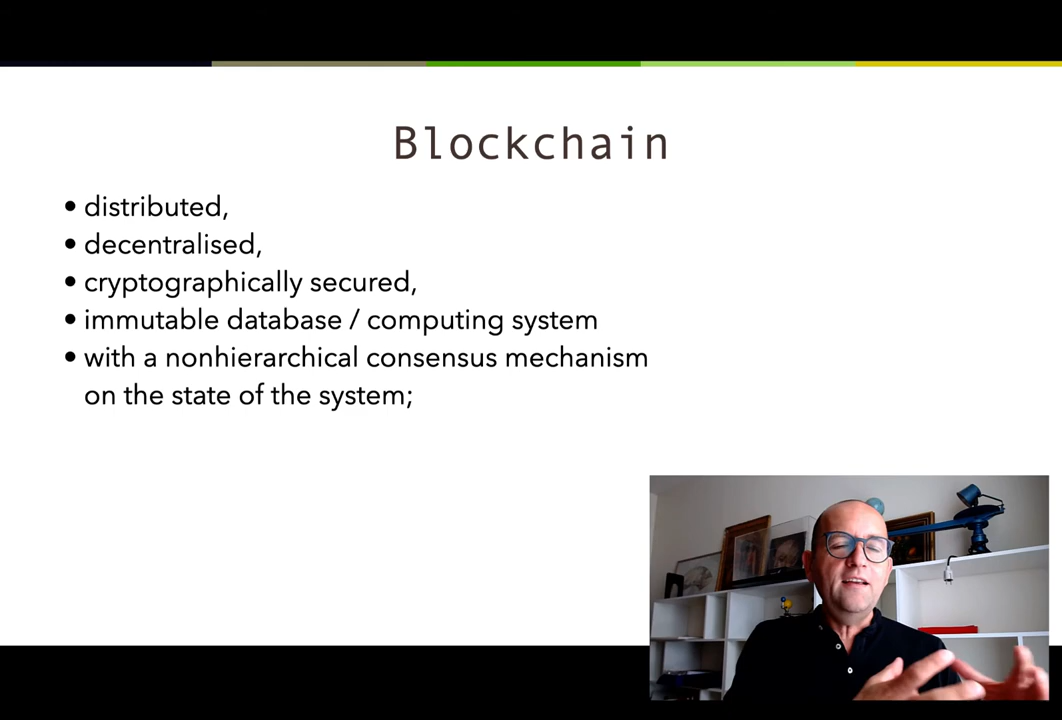 Blockchain
• distributed,
• decentralised,
• cryptographically secured,
• immutable database / computing system
• with a nonhierarchical consensus mechanism
on the state of the system;